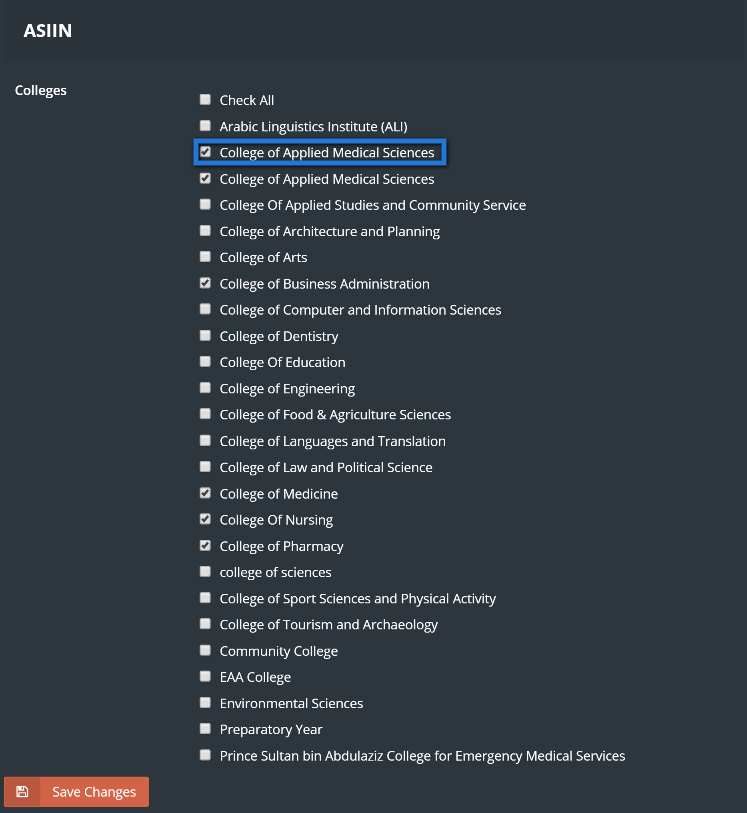 ASIIN
Colleges
Check All
Arabic Linguistics Institute (ALI)
College of Applied Medical Sciences
College of Applied Medical Sciences
College Of Applied Studies and Community Service
College of Architecture and Planning
College of Arts
College of Business Administration
College of Computer and Information Sciences
College of Dentistry
College Of Education
College of Engineering
College of Food & Agriculture Sciences
College of Languages and Translation
College of Law and Political Science
College of Medicine
College Of Nursing
College of Pharmacy
college of sciences
College of Sport Sciences and Physical Activity
College of Tourism and Archaeology
Community College
EAA College
Environmental Sciences
Preparatory Year
Prince Sultan bin Abdulaziz College for Emergency Medical Services
Save Changes